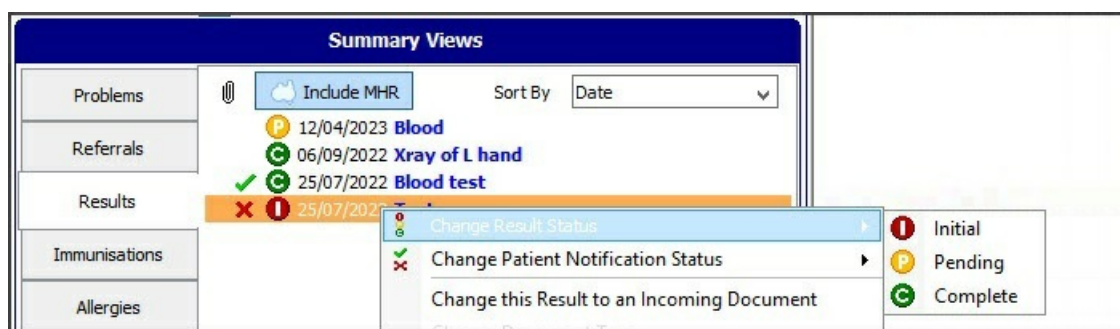 Summary Views
Problems
Referrals
Results
Immunisations
Allergies
Include MHR
Sort By Date
P 12/04/2023 Blood
C 06/09/2022 Xray of L hand
C 25/07/2022 Blood test
I 25/07/2022
Change Result Status
Change Patient Notification Status
Change this Result to an Incoming Document
I Initial
P Pending
C Complete